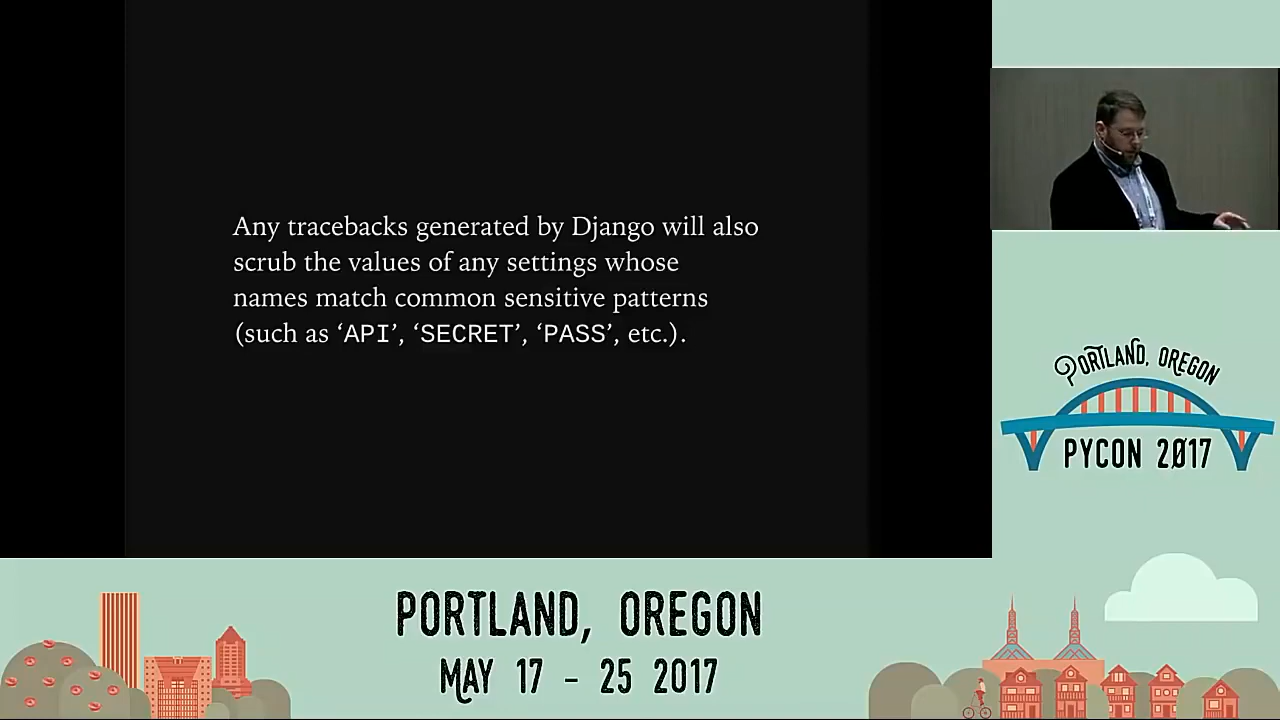 Any tracebacks generated by Django will also
scrub the values of any settings whose
names match common sensitive patterns
(such as ‘API’, ‘SECRET’, ‘PASS’, etc.).
PORTLAND, OREGON
PYCON 2017
PORTLAND, OREGON
MAY 17 - 25 2017